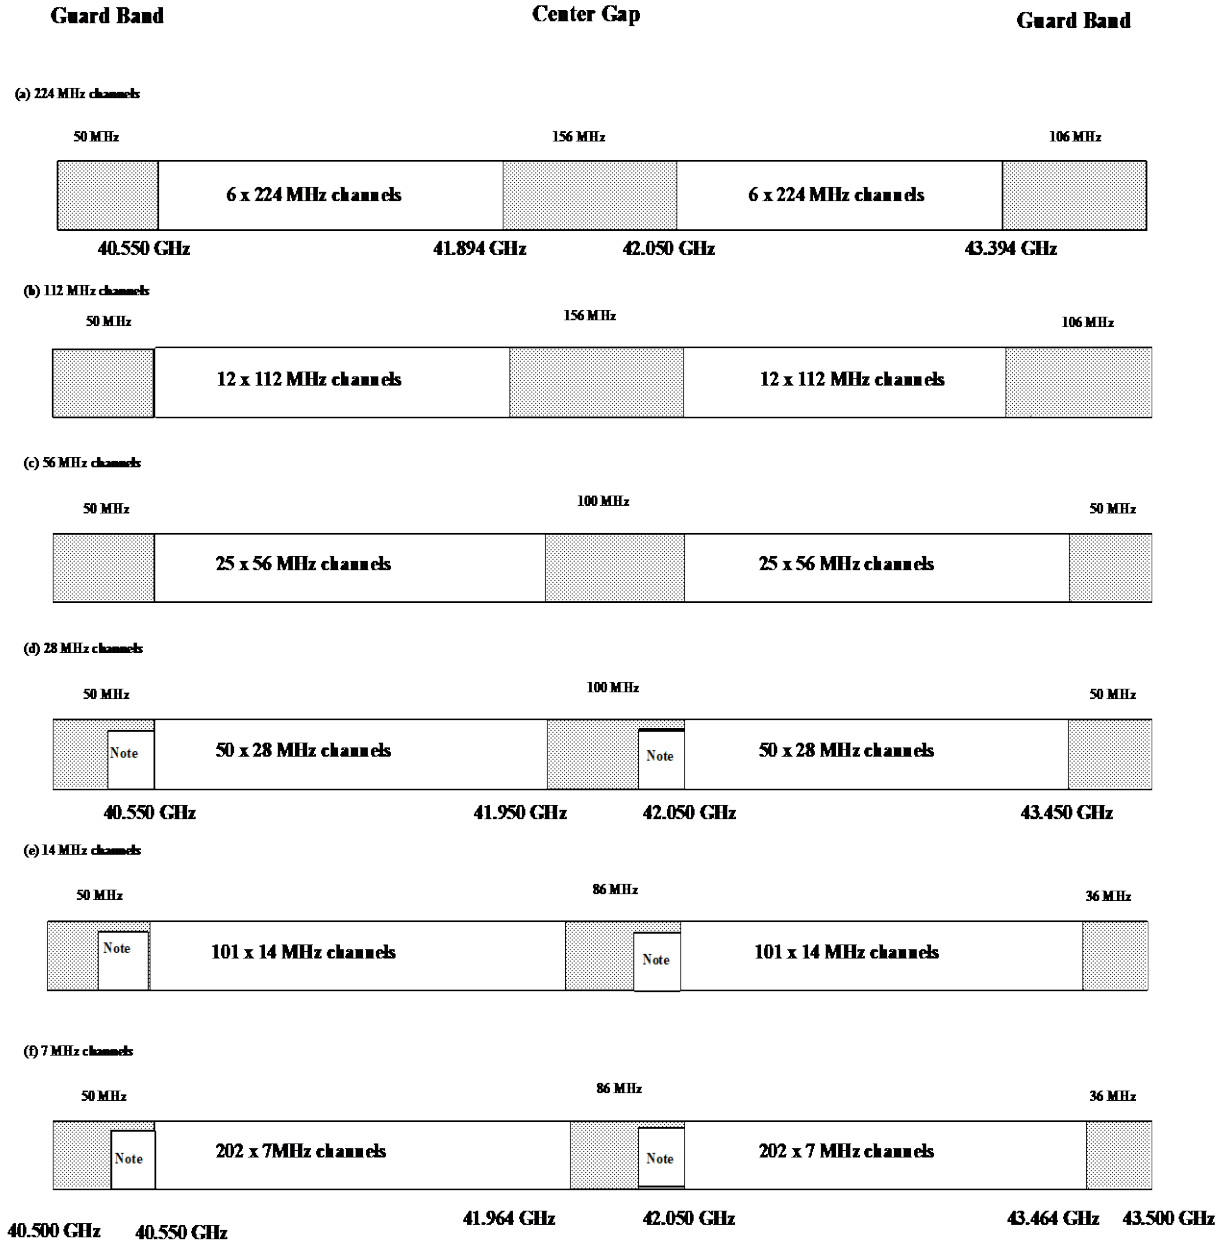 Guard Band Center Gap Guard Band
(a) 224 MHz channels
50 MHz 156 MHz 106 MHz
6 x 224 MHz channels 6 x 224 MHz channels
40.550 GHz 41.894 GHz 42.050 GHz 43.394 GHz
(b) 112 MHz channels
50 MHz 156 MHz 106 MHz
12 x 112 MHz channels 12 x 112 MHz channels
(c) 56 MHz channels
50 MHz 100 MHz 50 MHz
25 x 56 MHz channels 25 x 56 MHz channels
(d) 28 MHz channels
50 MHz 100 MHz 50 MHz
Note 50 x 28 MHz channels Note 50 x 28 MHz channels
40.550 GHz 41.950 GHz 42.050 GHz 43.450 GHz
(e) 14 MHz channels
50 MHz 86 MHz 36 MHz
Note 101 x 14 MHz channels Note 101 x 14 MHz channels
(f) 7 MHz channels
50 MHz 86 MHz 36 MHz
Note 202 x 7MHz channels Note 202 x 7 MHz channels
40.500 GHz 40.550 GHz 41.964 GHz 42.050 GHz 43.464 GHz 43.500 GHz